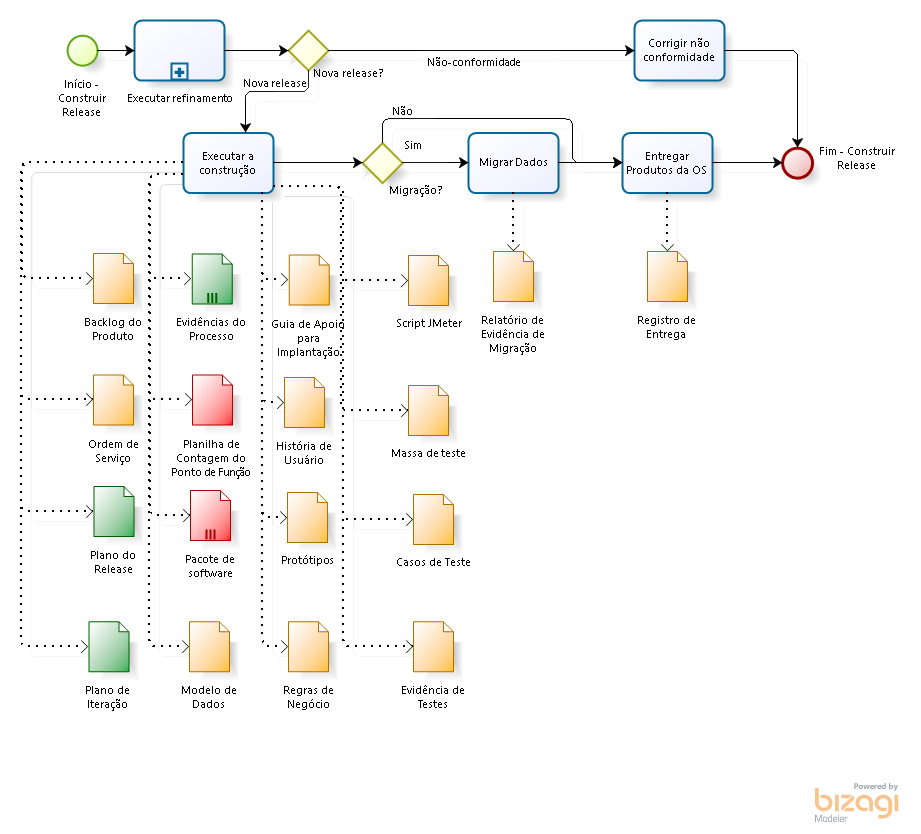 Início -
Construir
Release
Executar refinamento
Nova release?
Nova release
Não-conformidade
Corrigir não
conformidade
Fim - Construir
Release
Executar a
construção
Não
Sim
Migração?
Migrar Dados
Entregar
Produtos da OS
Backlog do
Produto
Evidências do
Processo
Guia de Apoio
para
Implantação
Script JMeter
Relatório de
Evidência de
Migração
Registro de
Entrega
Ordem de
Serviço
Planilha de
Contagem do
Ponto de Função
História de
Usuário
Massa de teste
Plano do
Release
Pacote de
software
Protótipos
Casos de Teste
Plano de
Iteração
Modelo de
Dados
Regras de
Negócio
Evidência de
Testes
Powered by
bizagi
Modeler